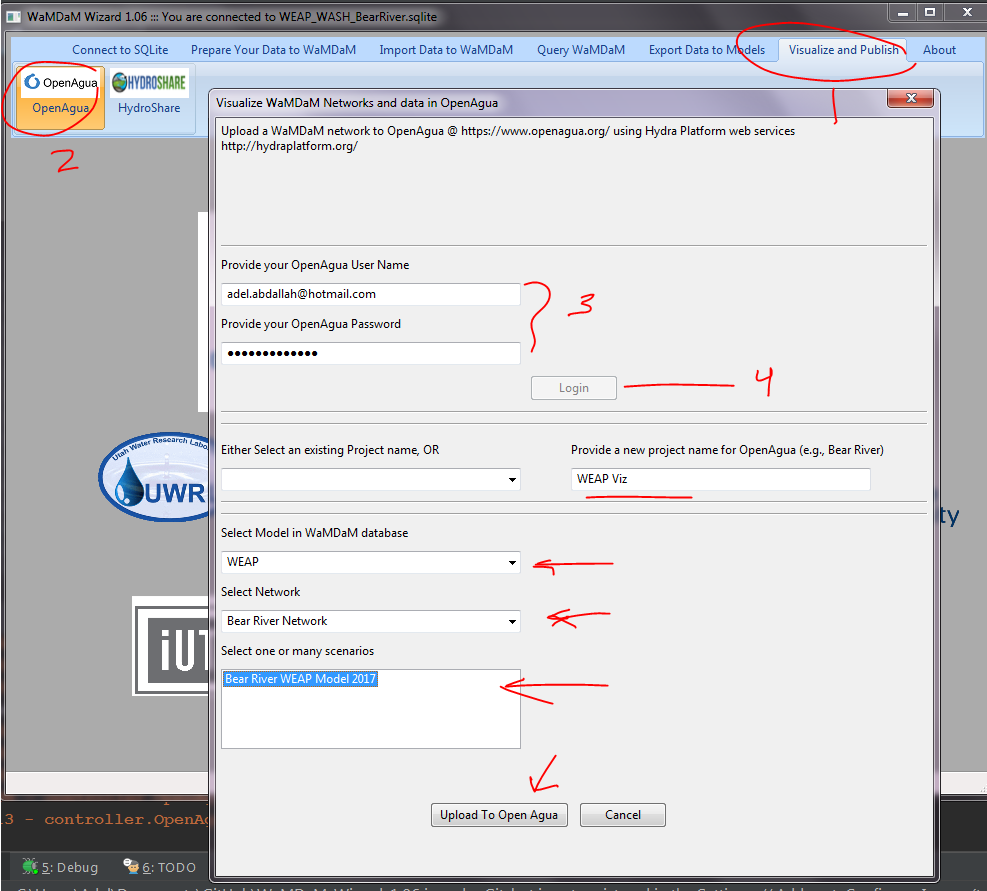 WaMDaM Wizard 1.06 ::: You are connected to WEAP_WASH_BearRiver.sqlite
Connect to SQLite Prepare Your Data to WaMDaM Import Data to WaMDaM Query WaMDaM Export Data to Models Visualize and Publish About
OpenAgua HYDROSHARE
OpenAgua HydroShare
1
2
Visualize WaMDaM Networks and data in OpenAgua
Upload a WaMDaM network to OpenAgua @ https://www.openagua.org/ using Hydra Platform web services
http://hydraplatform.org/
Provide your OpenAgua User Name
adel.abdallah@hotmail.com
3
Provide your OpenAgua Password
Login
4
Either Select an existing Project name, OR
Provide a new project name for OpenAgua (e.g., Bear River)
WEAP Viz
Utah Water Research Labo
UWR
ty
Select Model in WaMDaM database
WEAP
Select Network
Bear River Network
Select one or many scenarios
Bear River WEAP Model 2017
iUT
Upload To Open Agua Cancel
13 - controller.OpenAg
5: Debug 6: TODO